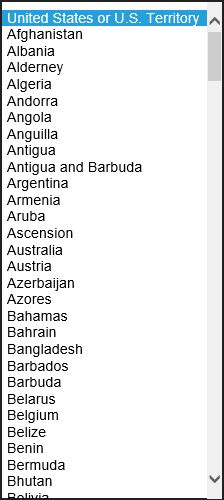 United States or U.S. Territory
Afghanistan
Albania
Alderney
Algeria
Andorra
Angola
Anguilla
Antigua
Antigua and Barbuda
Argentina
Armenia
Aruba
Ascension
Australia
Austria
Azerbaijan
Azores
Bahamas
Bahrain
Bangladesh
Barbados
Barbuda
Belarus
Belgium
Belize
Benin
Bermuda
Bhutan
Bolivia